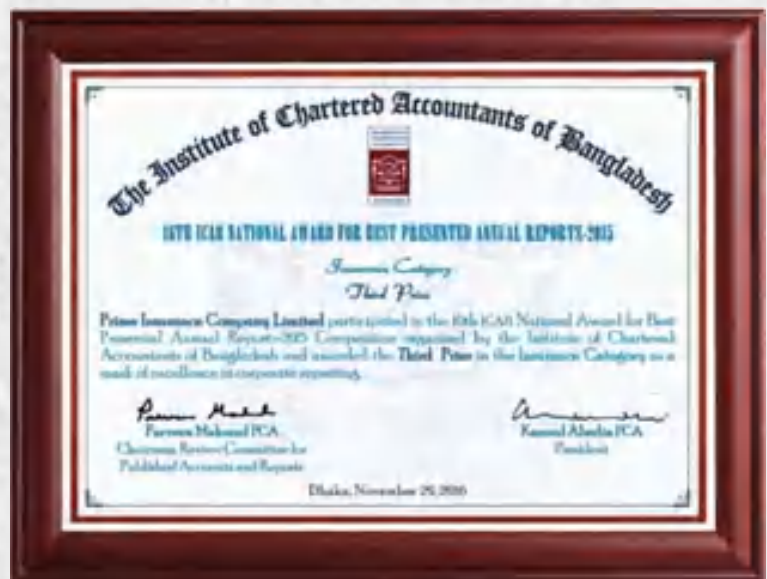 The Institute of Chartered Accountants of Bangladesh
16TH ICAB NATIONAL AWARD FOR BEST PRESENTED ANNUAL REPORTS-2015
Insurance Category
Third Prize
Prime Insurance Company Limited participated in the 16th ICAB National Award for Best
Presented Annual Report-2015 Competition organised by the Institute of Chartered
Accountants of Bangladesh and awarded the Third Prize in the Insurance Category as a
mark of excellence in corporate reporting.
Parveen Mahmud FCA
Chairman, Review Committee for
Published Accounts and Reports
Kamrul Abedin FCA
President
Dhaka, November 29, 2016